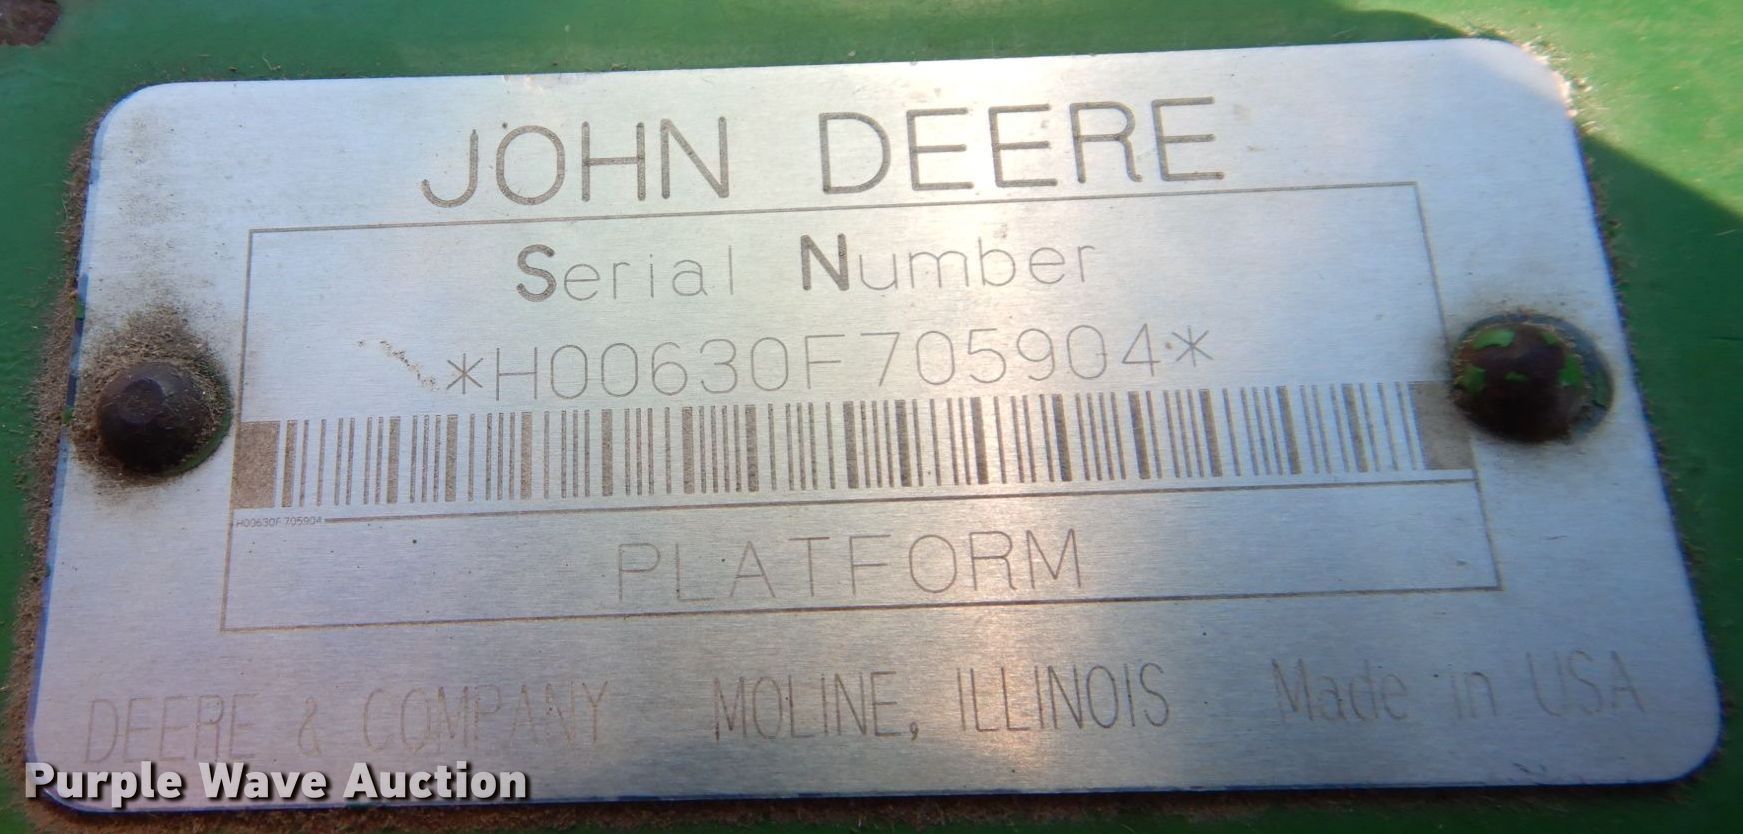 JOHN DEERE
Serial Number
*H00630F705904*
H00630F705904
PLATFORM
DEERE & COMPANY MOLINE, ILLINOIS Made in USA
Purple Wave Auction